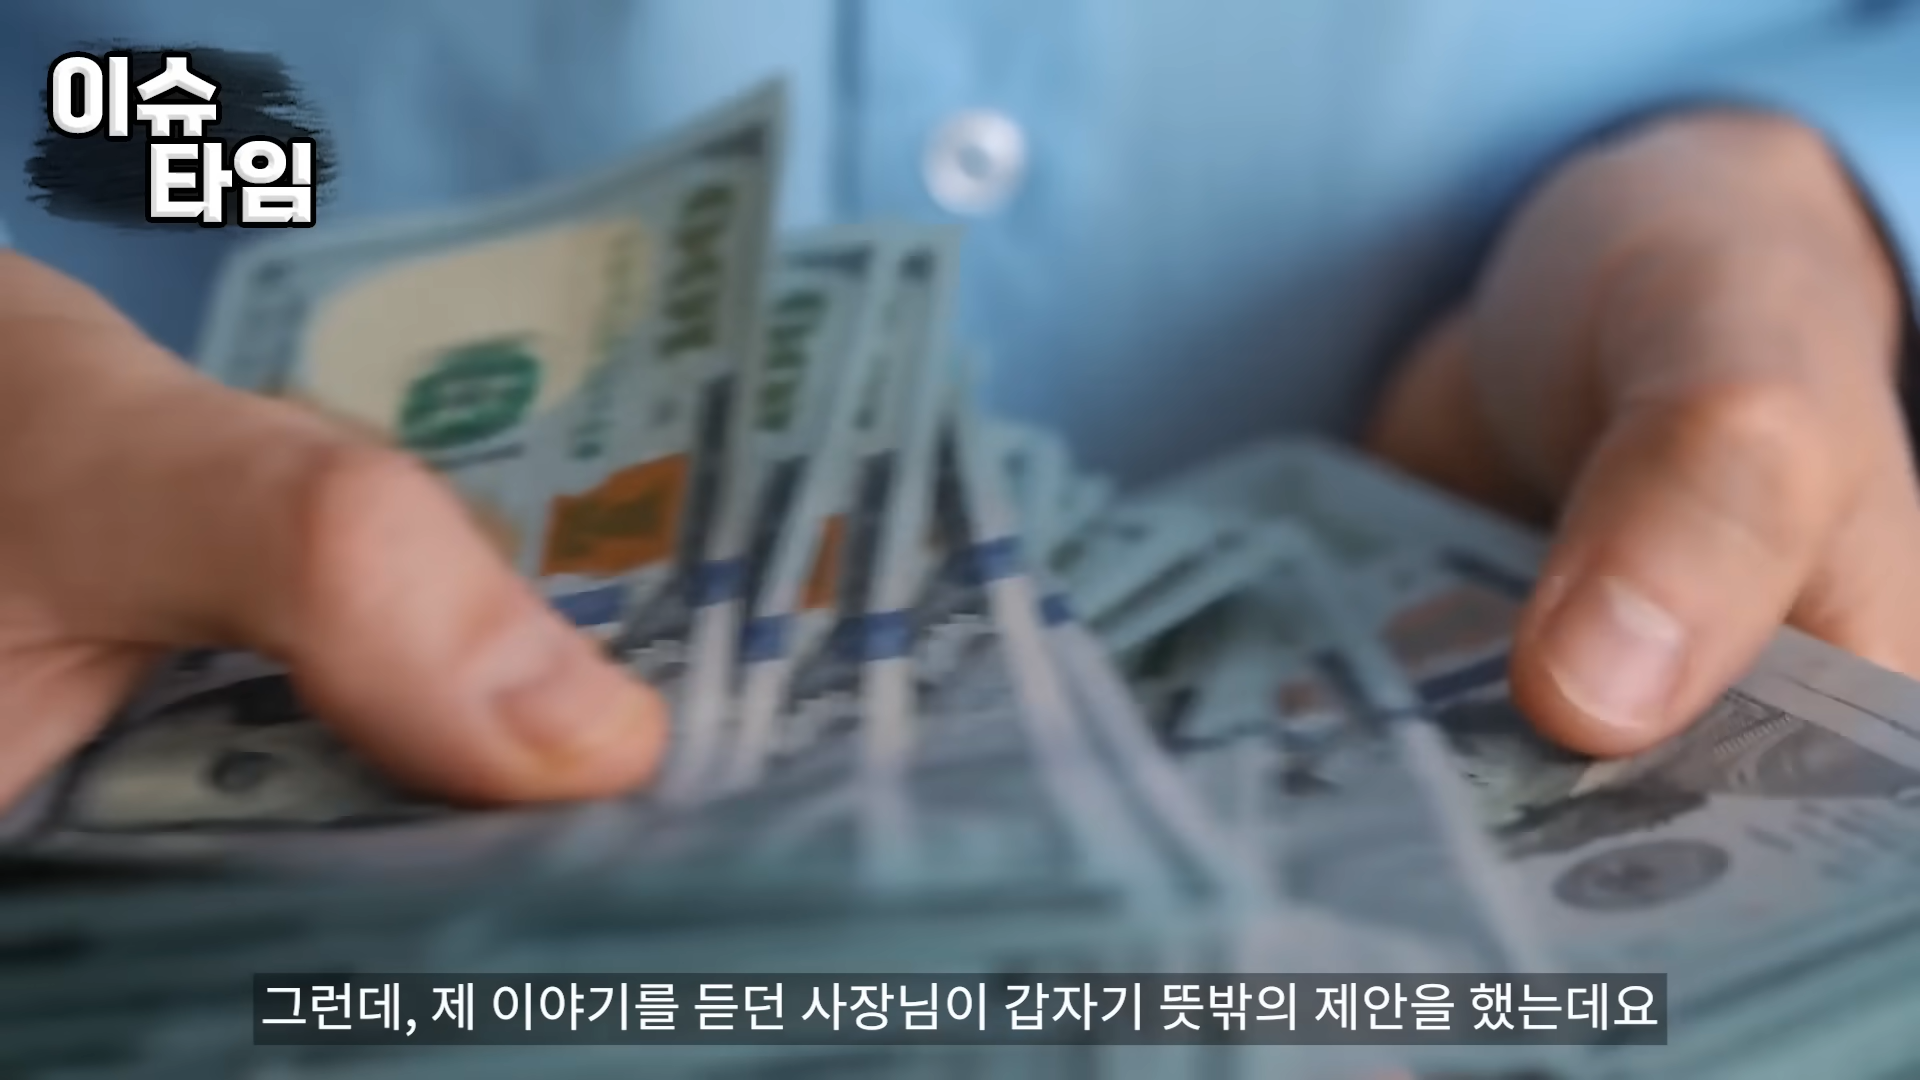 이슈
타임
그런데, 제 이야기를 듣던 사장님이 갑자기 뜻밖의 제안을 했는데요